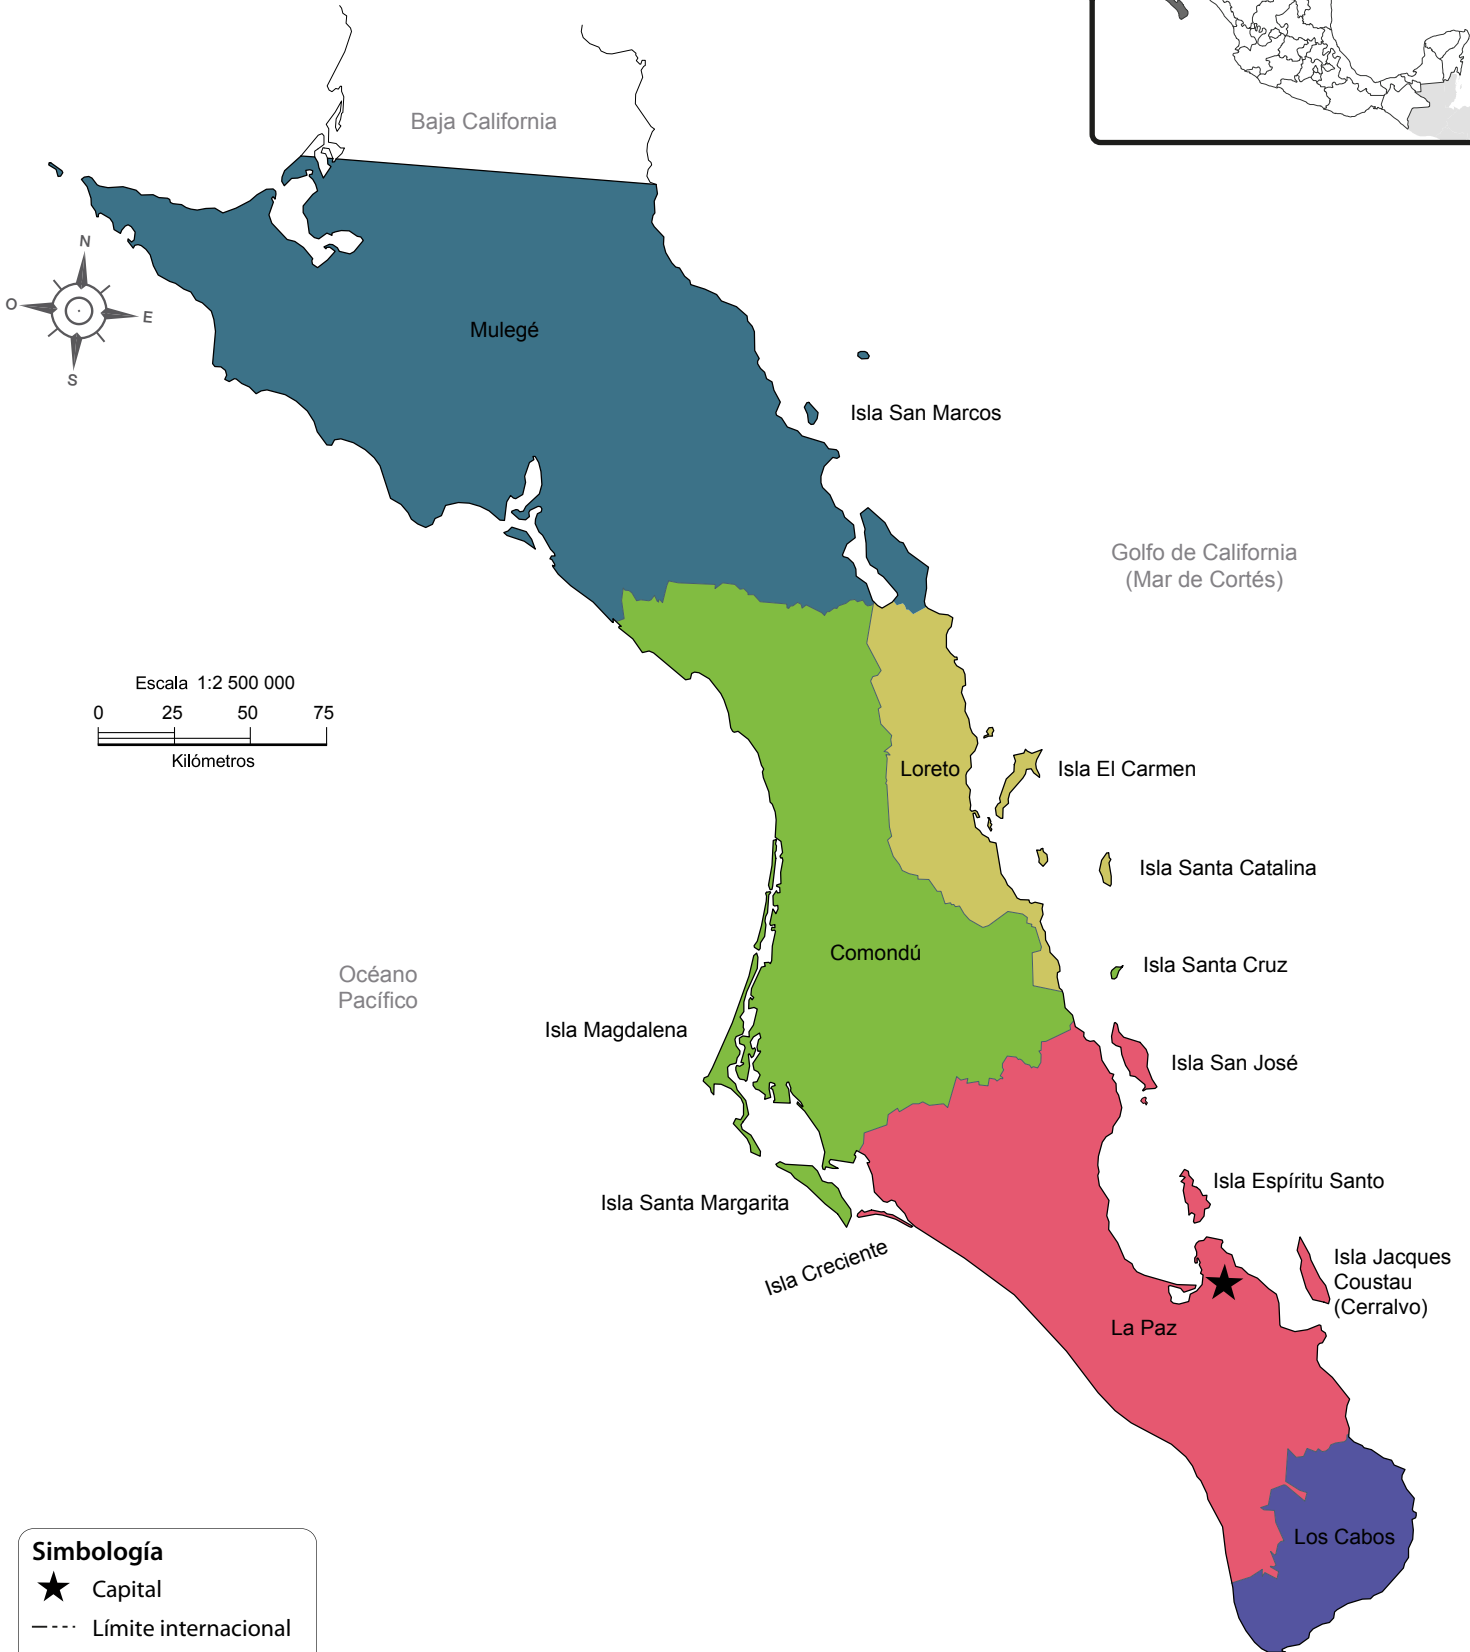 Baja California
N
O
E
S
Mulegé
Isla San Marcos
Golfo de California
(Mar de Cortés)
Escala 1:2 500 000
0 25 50 75
Kilómetros
Loreto
Isla El Carmen
Isla Santa Catalina
Comondú
Isla Santa Cruz
Océano
Pacífico
Isla Magdalena
Isla San José
Isla Espíritu Santo
Isla Santa Margarita
Isla Creciente
Isla Jacques
Coustau
(Cerralvo)
La Paz
Los Cabos
Simbología
Capital
Límite internacional